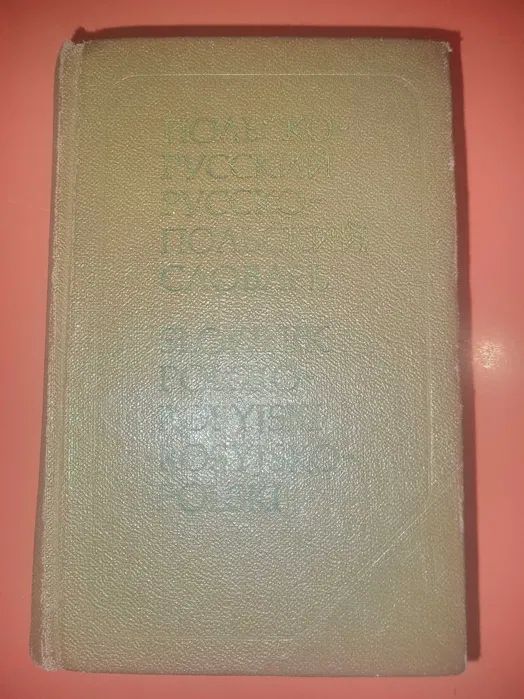 ПОЛЬСКО-
РУССКИЙ
РУССКО-
ПОЛЬСКИЙ
СЛОВАРЬ
SŁOWNIK
POLSKO-
ROSYJSKI
ROSYJSKO-
POLSKI